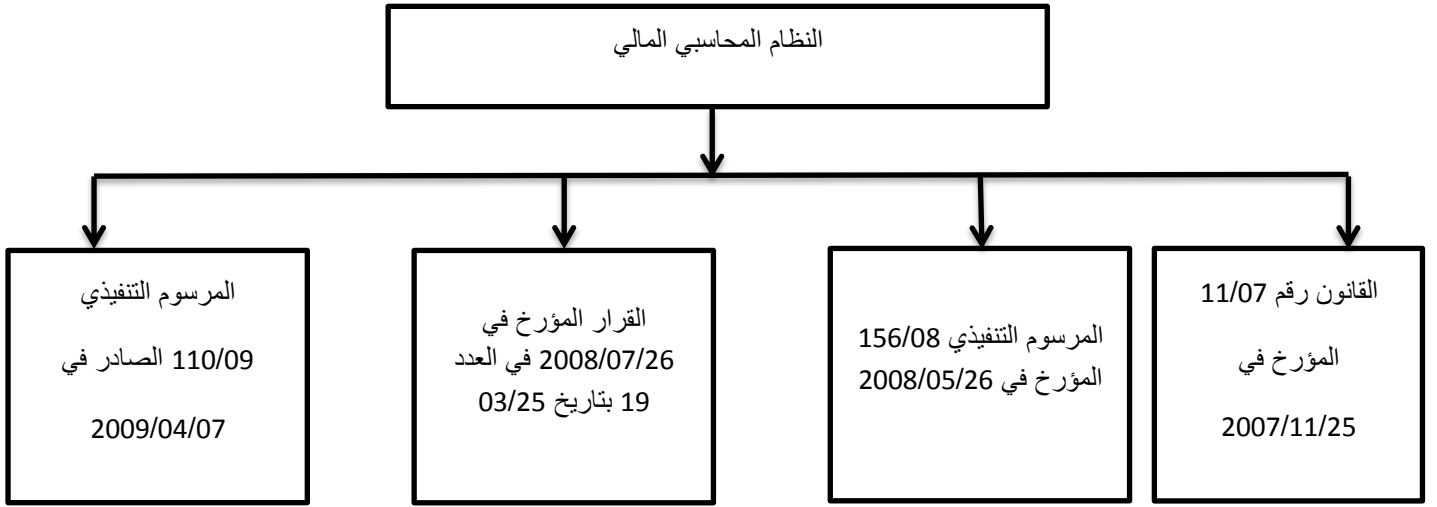 النظام المحاسبي المالي
القانون رقم 11/07
المؤرخ في
2007/11/25
المرسوم التنفيذي 156/08
المؤرخ في 2008/05/26
القرار المؤرخ في
2008/07/26 في العدد
19 بتاريخ 03/25
المرسوم التنفيذي
110/09 الصادر في
2009/04/07